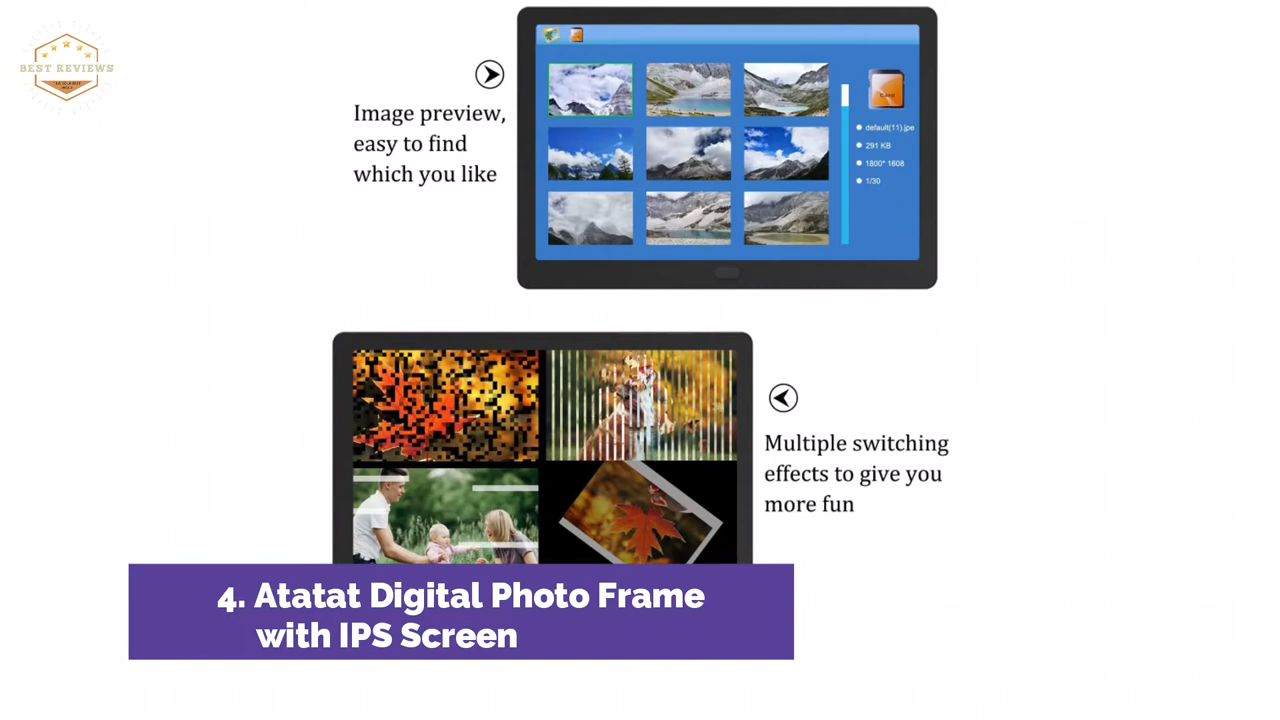 BEST REVIEWS
Image preview,
easy to find
which you like
Card
default(11).jpe
291 KB
1800* 1608
1/30
Multiple switching
effects to give you
more fun
4. Atatat Digital Photo Frame
with IPS Screen